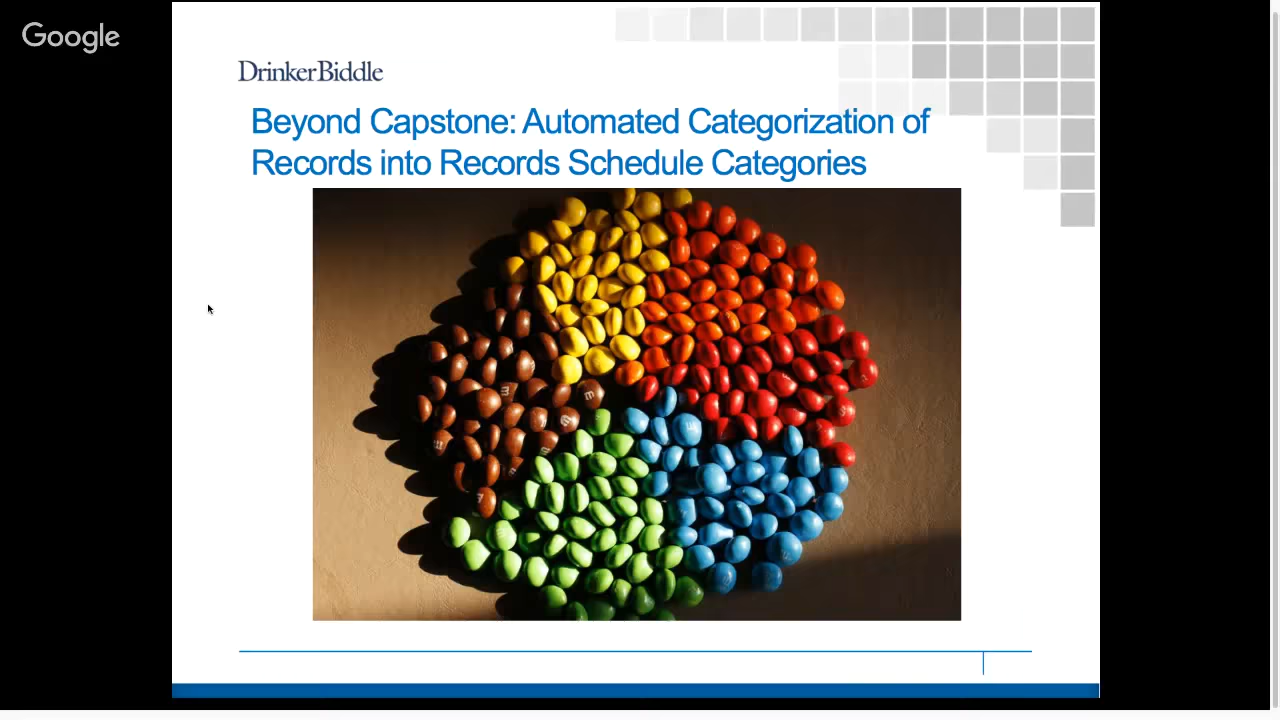 Google
DrinkerBiddle
Beyond Capstone: Automated Categorization of
Records into Records Schedule Categories